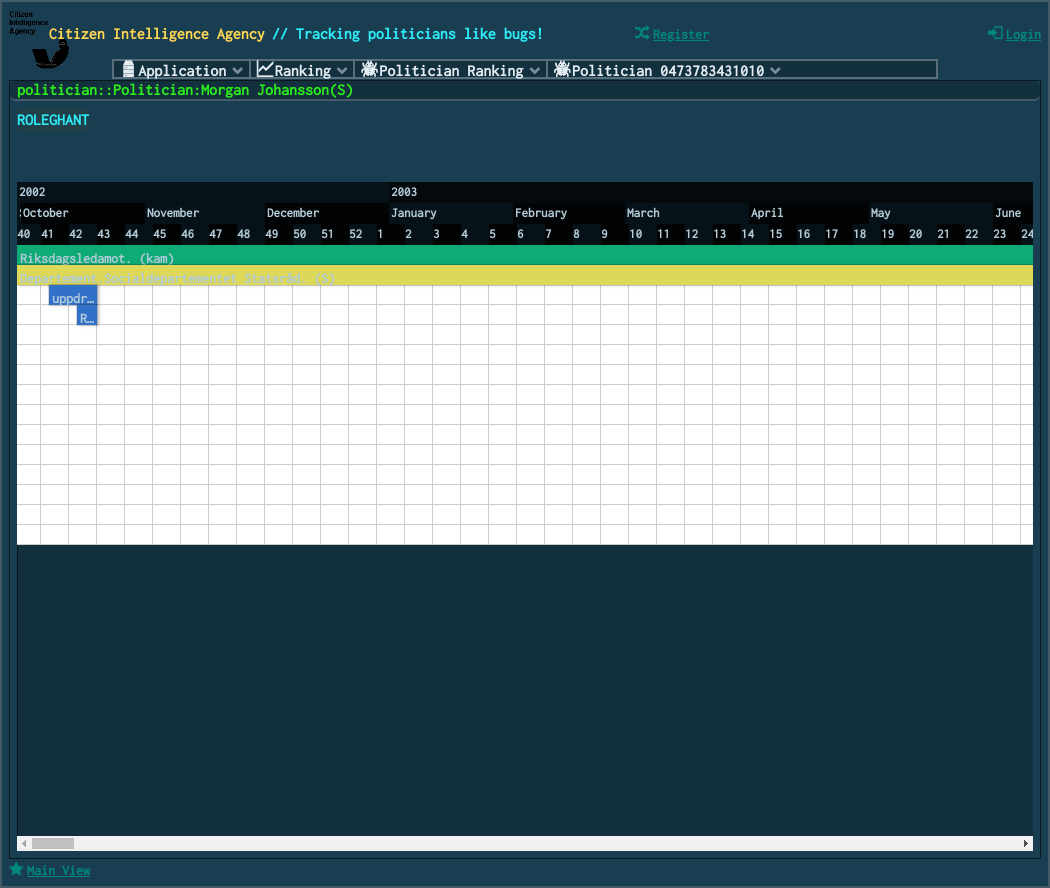 Citizen
Intelligence
Agency
Citizen Intelligence Agency // Tracking politicians like bugs!
Register
Login
Application
Ranking
Politician Ranking
Politician 0473783431010
politician::Politician:Morgan Johansson(S)
ROLEGHANT
2002 2003
October November December January February March April May June
40 41 42 43 44 45 46 47 48 49 50 51 52 1 2 3 4 5 6 7 8 9 10 11 12 13 14 15 16 17 18 19 20 21 22 23 24
Riksdagsledamot. (kam)
Departement.Socialdepartementet.Statsråd. (S)
uppdr…
R…
Main View